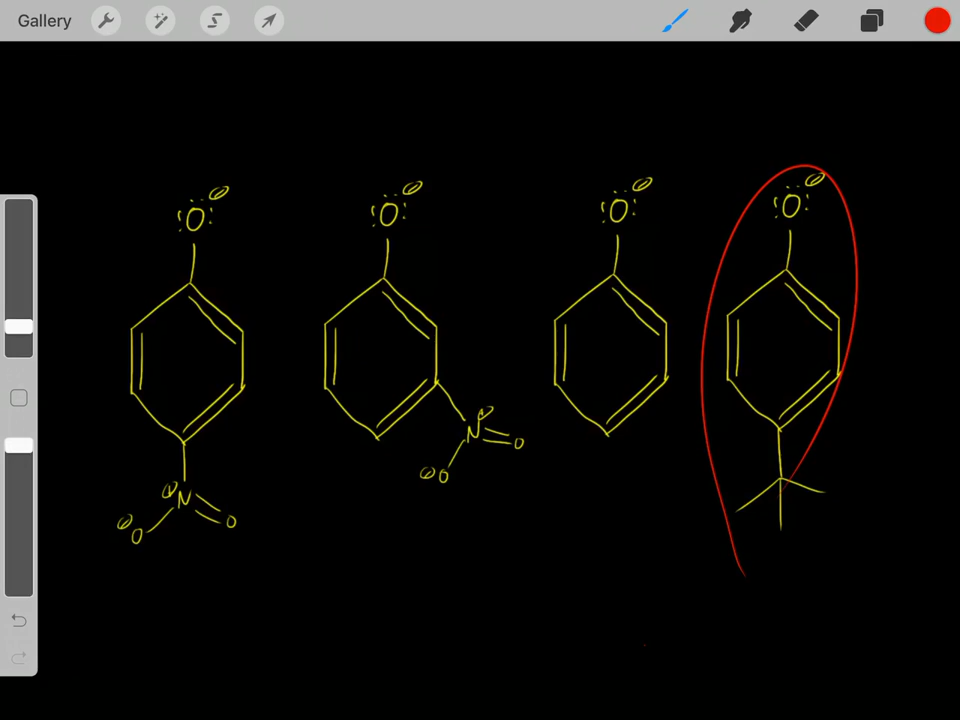 Gallery
:Ö: ⊖ :Ö: ⊖ :Ö: ⊖ :Ö: ⊖
⊕ N ⊕
⊖ O O
⊕ N
⊖ O O